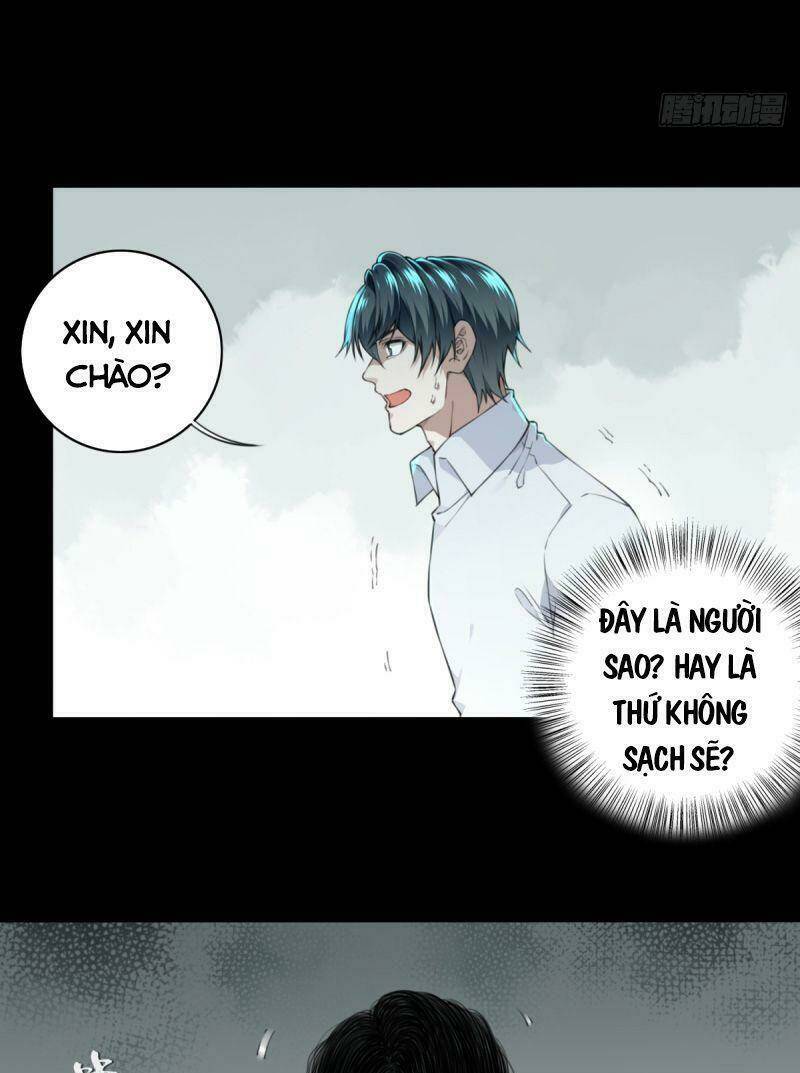 腾讯动漫
XIN, XIN
CHÀO?
ĐÂY LÀ NGƯỜI
SAO? HAY LÀ
THỨ KHÔNG
SẠCH SẼ?